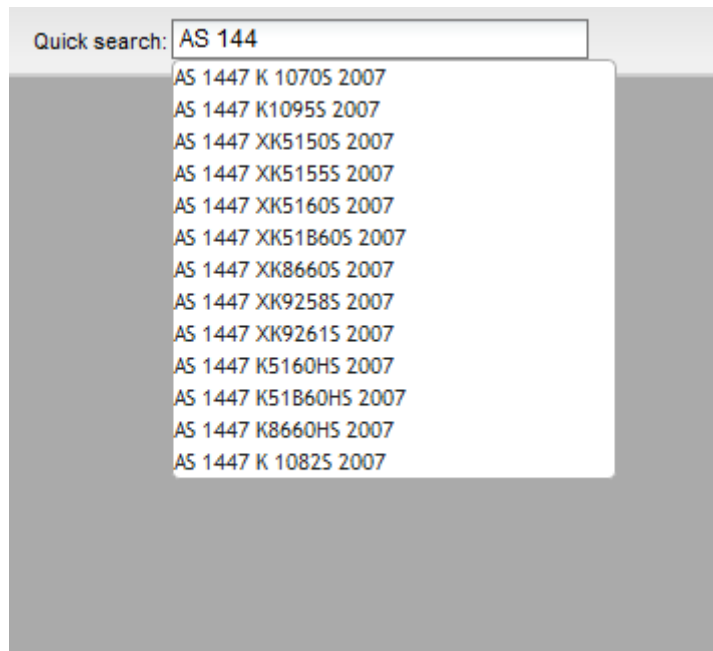 Quick search: AS 144
AS 1447 K 1070S 2007
AS 1447 K1095S 2007
AS 1447 XK5150S 2007
AS 1447 XK5155S 2007
AS 1447 XK5160S 2007
AS 1447 XK51B60S 2007
AS 1447 XK8660S 2007
AS 1447 XK9258S 2007
AS 1447 XK9261S 2007
AS 1447 K5160HS 2007
AS 1447 K51B60HS 2007
AS 1447 K8660HS 2007
AS 1447 K 1082S 2007